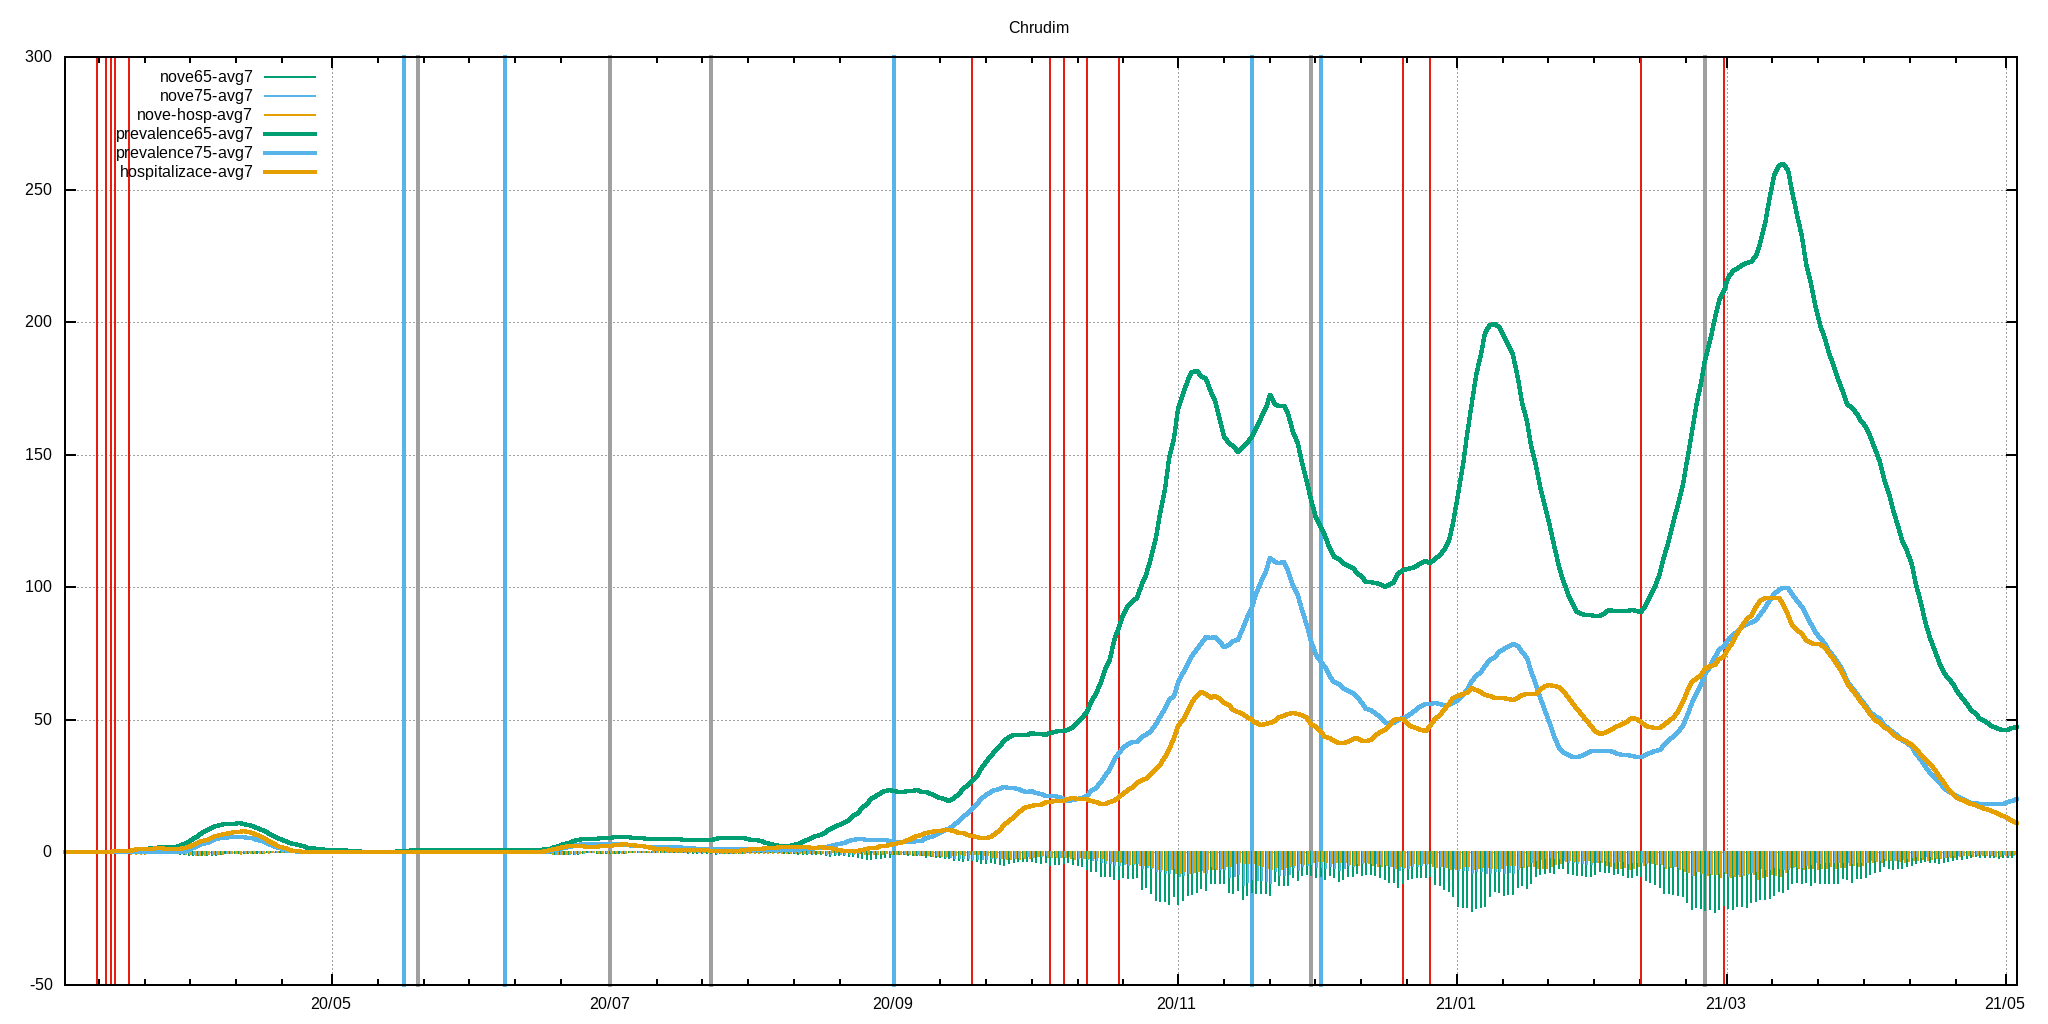 Chrudim
300
nove65-avg7
nove75-avg7
nove-hosp-avg7
prevalence65-avg7
prevalence75-avg7
hospitalizace-avg7
250
200
150
100
50
0
-50
20/05 20/07 20/09 20/11 21/01 21/03 21/05